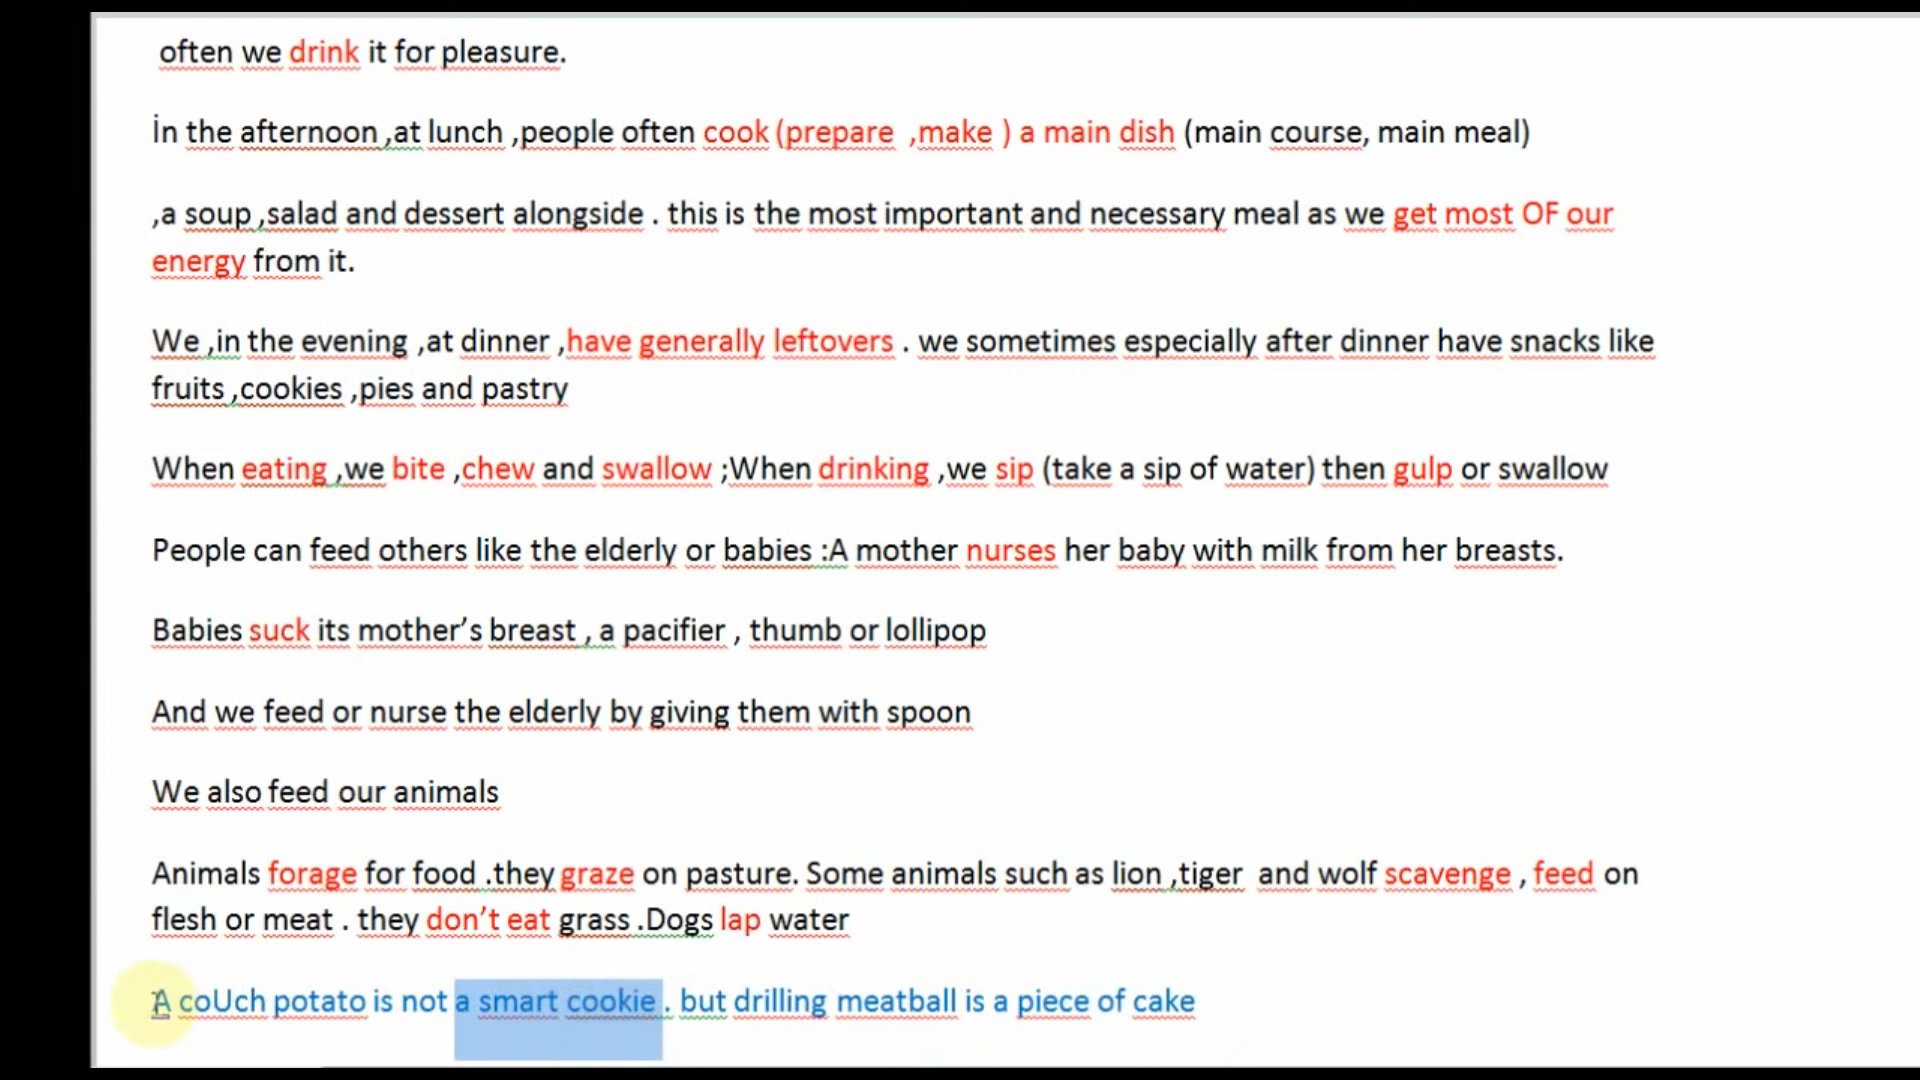 often we drink it for pleasure.
İn the afternoon ,at lunch ,people often cook (prepare ,make ) a main dish (main course, main meal)
,a soup ,salad and dessert alongside . this is the most important and necessary meal as we get most OF our
energy from it.
We ,in the evening ,at dinner ,have generally leftovers . we sometimes especially after dinner have snacks like
fruits ,cookies ,pies and pastry
When eating ,we bite ,chew and swallow ;When drinking ,we sip (take a sip of water) then gulp or swallow
People can feed others like the elderly or babies :A mother nurses her baby with milk from her breasts.
Babies suck its mother’s breast , a pacifier , thumb or lollipop
And we feed or nurse the elderly by giving them with spoon
We also feed our animals
Animals forage for food .they graze on pasture. Some animals such as lion ,tiger and wolf scavenge , feed on
flesh or meat . they don’t eat grass .Dogs lap water
A coUch potato is not a smart cookie . but drilling meatball is a piece of cake